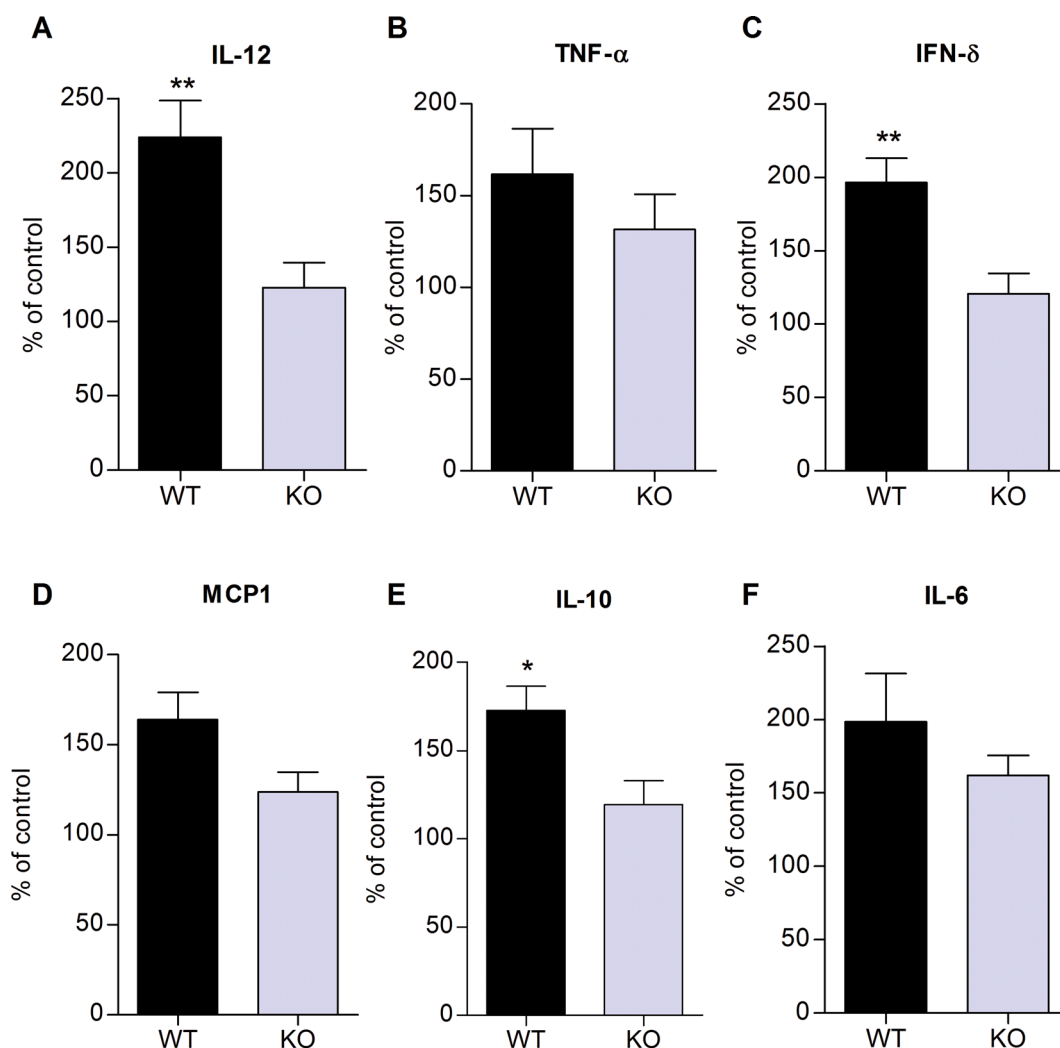 A
IL-12
**
250
200
150
100
50
0
% of control
WT
KO
B
TNF-α
200
150
100
50
0
% of control
WT
KO
C
IFN-δ
**
250
200
150
100
50
0
% of control
WT
KO
D
MCP1
200
150
100
50
0
% of control
WT
KO
E
IL-10
*
200
150
100
50
0
% of control
WT
KO
F
IL-6
250
200
150
100
50
0
% of control
WT
KO